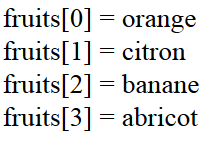 fruits[0] = orange
fruits[1] = citron
fruits[2] = banane
fruits[3] = abricot